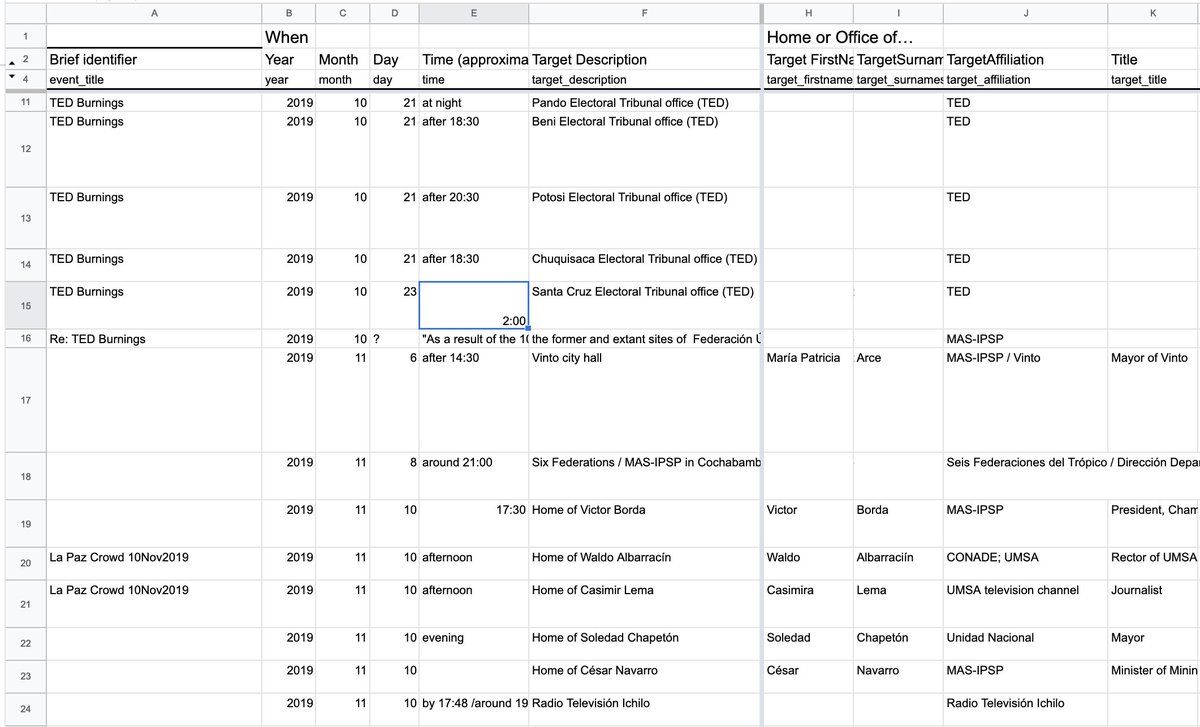 A B C D E F H I J K
1 When Home or Office of…
2 Brief identifier Year Month Day Time (approxima Target Description Target FirstNa TargetSurnam TargetAffiliation Title
4 event_title year month day time target_description target_firstname target_surnames target_affiliation target_title
11 TED Burnings 2019 10 21 at night Pando Electoral Tribunal office (TED) TED
12 TED Burnings 2019 10 21 after 18:30 Beni Electoral Tribunal office (TED) TED
13 TED Burnings 2019 10 21 after 20:30 Potosi Electoral Tribunal office (TED) TED
14 TED Burnings 2019 10 21 after 18:30 Chuquisaca Electoral Tribunal office (TED) TED
15 TED Burnings 2019 10 23 2:00 Santa Cruz Electoral Tribunal office (TED) TED
16 Re: TED Burnings 2019 10 ? "As a result of the 10 the former and extant sites of Federación MAS-IPSP
17 2019 11 6 after 14:30 Vinto city hall María Patricia Arce MAS-IPSP / Vinto Mayor of Vinto
18 2019 11 8 around 21:00 Six Federations / MAS-IPSP in Cochabamb Seis Federaciones del Trópico / Dirección Depa
19 2019 11 10 17:30 Home of Victor Borda Victor Borda MAS-IPSP President, Cham
20 La Paz Crowd 10Nov2019 2019 11 10 afternoon Home of Waldo Albarracín Waldo Albarraciín CONADE; UMSA Rector of UMSA
21 La Paz Crowd 10Nov2019 2019 11 10 afternoon Home of Casimir Lema Casimira Lema UMSA television channel Journalist
22 2019 11 10 evening Home of Soledad Chapetón Soledad Chapetón Unidad Nacional Mayor
23 2019 11 10 Home of César Navarro César Navarro MAS-IPSP Minister of Minin
24 2019 11 10 by 17:48 /around 19 Radio Televisión Ichilo Radio Televisión Ichilo